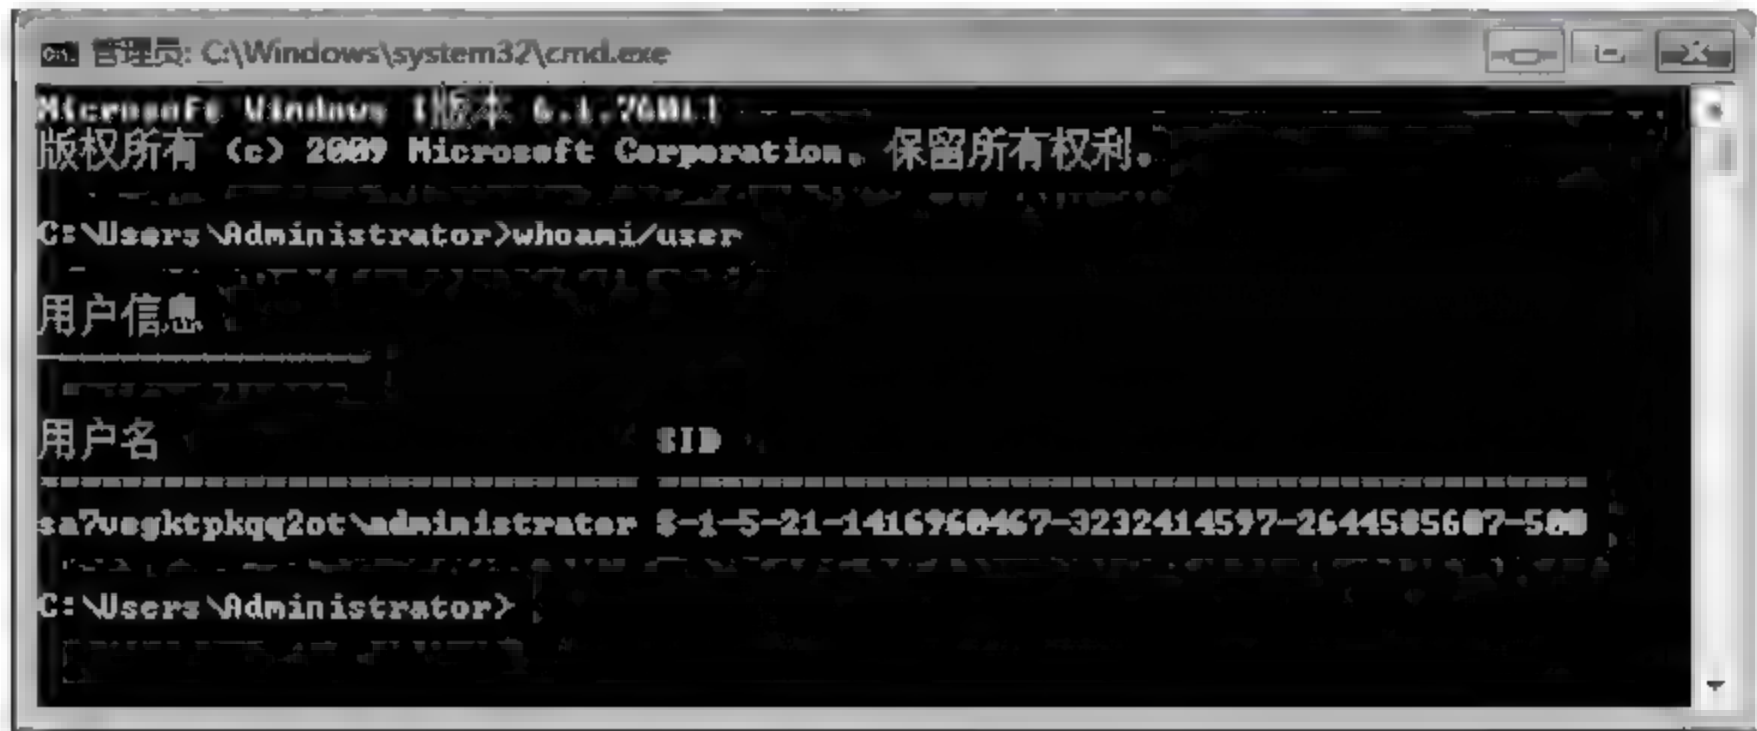 管理员: C:\Windows\system32\cmd.exe
Microsoft Windows [版本 6.1.7601]
版权所有 (c) 2009 Microsoft Corporation。保留所有权利。
C:\Users\Administrator>whoami/user
用户信息
----------------
用户名 SID
============================= =============================================
sa7vegktpkqq2ot\administrator S-1-5-21-1416960467-3232414597-2644585607-500
C:\Users\Administrator>